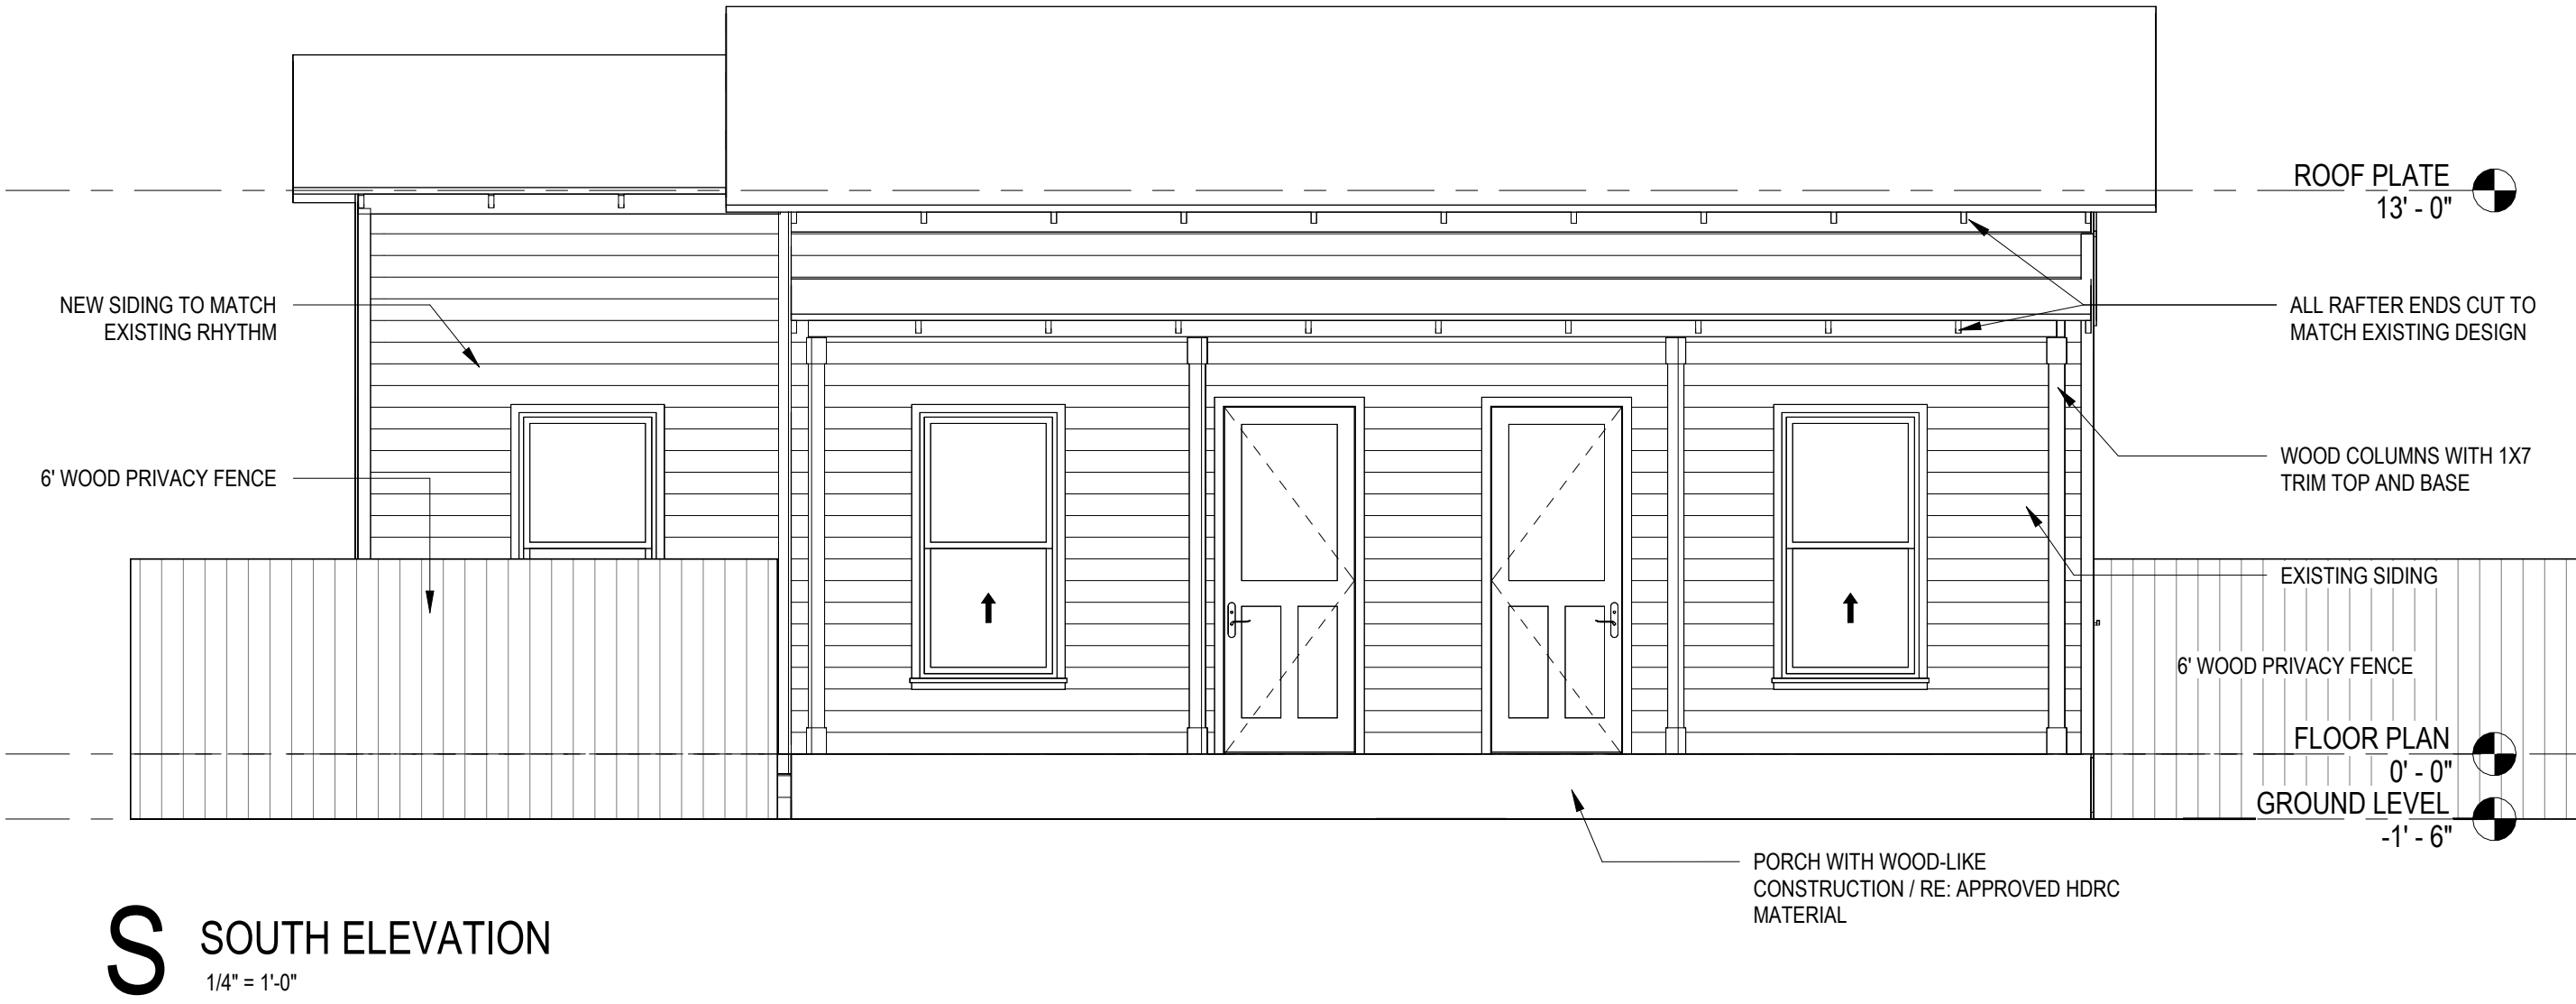 ROOF PLATE
13' - 0"
NEW SIDING TO MATCH
EXISTING RHYTHM
ALL RAFTER ENDS CUT TO
MATCH EXISTING DESIGN
6' WOOD PRIVACY FENCE
WOOD COLUMNS WITH 1X7
TRIM TOP AND BASE
EXISTING SIDING
6' WOOD PRIVACY FENCE
FLOOR PLAN
0' - 0"
GROUND LEVEL
-1' - 6"
PORCH WITH WOOD-LIKE
CONSTRUCTION / RE: APPROVED HDRC
MATERIAL
S
SOUTH ELEVATION
1/4" = 1'-0"